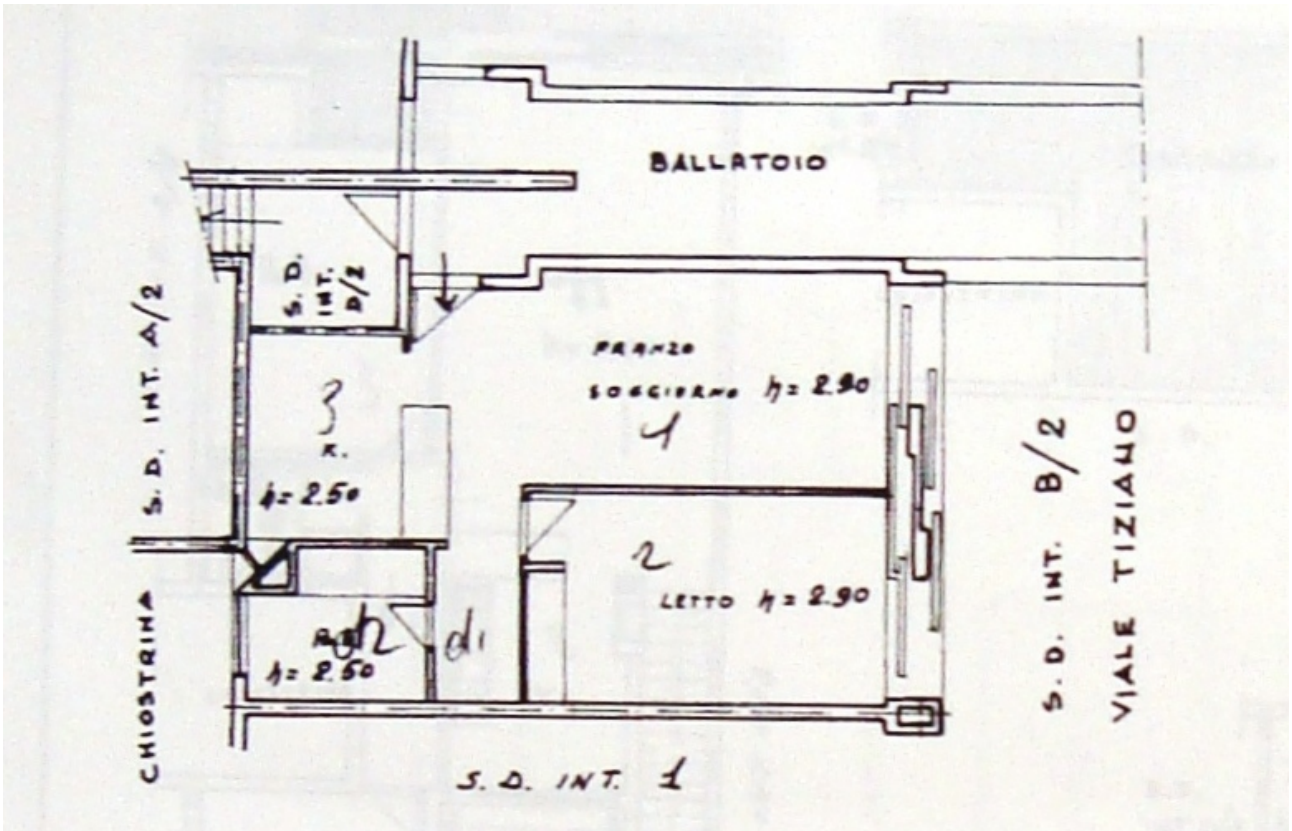 BALLATOIO
S. D.
INT.
D/2
S. D. INT. A/2
PRANZO
SOGGIORNO h = 2.90
1
3
K.
h = 2.50
2
LETTO h = 2.90
h = 2.50
d1
CHIOSTRINA
S. D. INT. B/2
VIALE TIZIANO
S. D. INT. 1